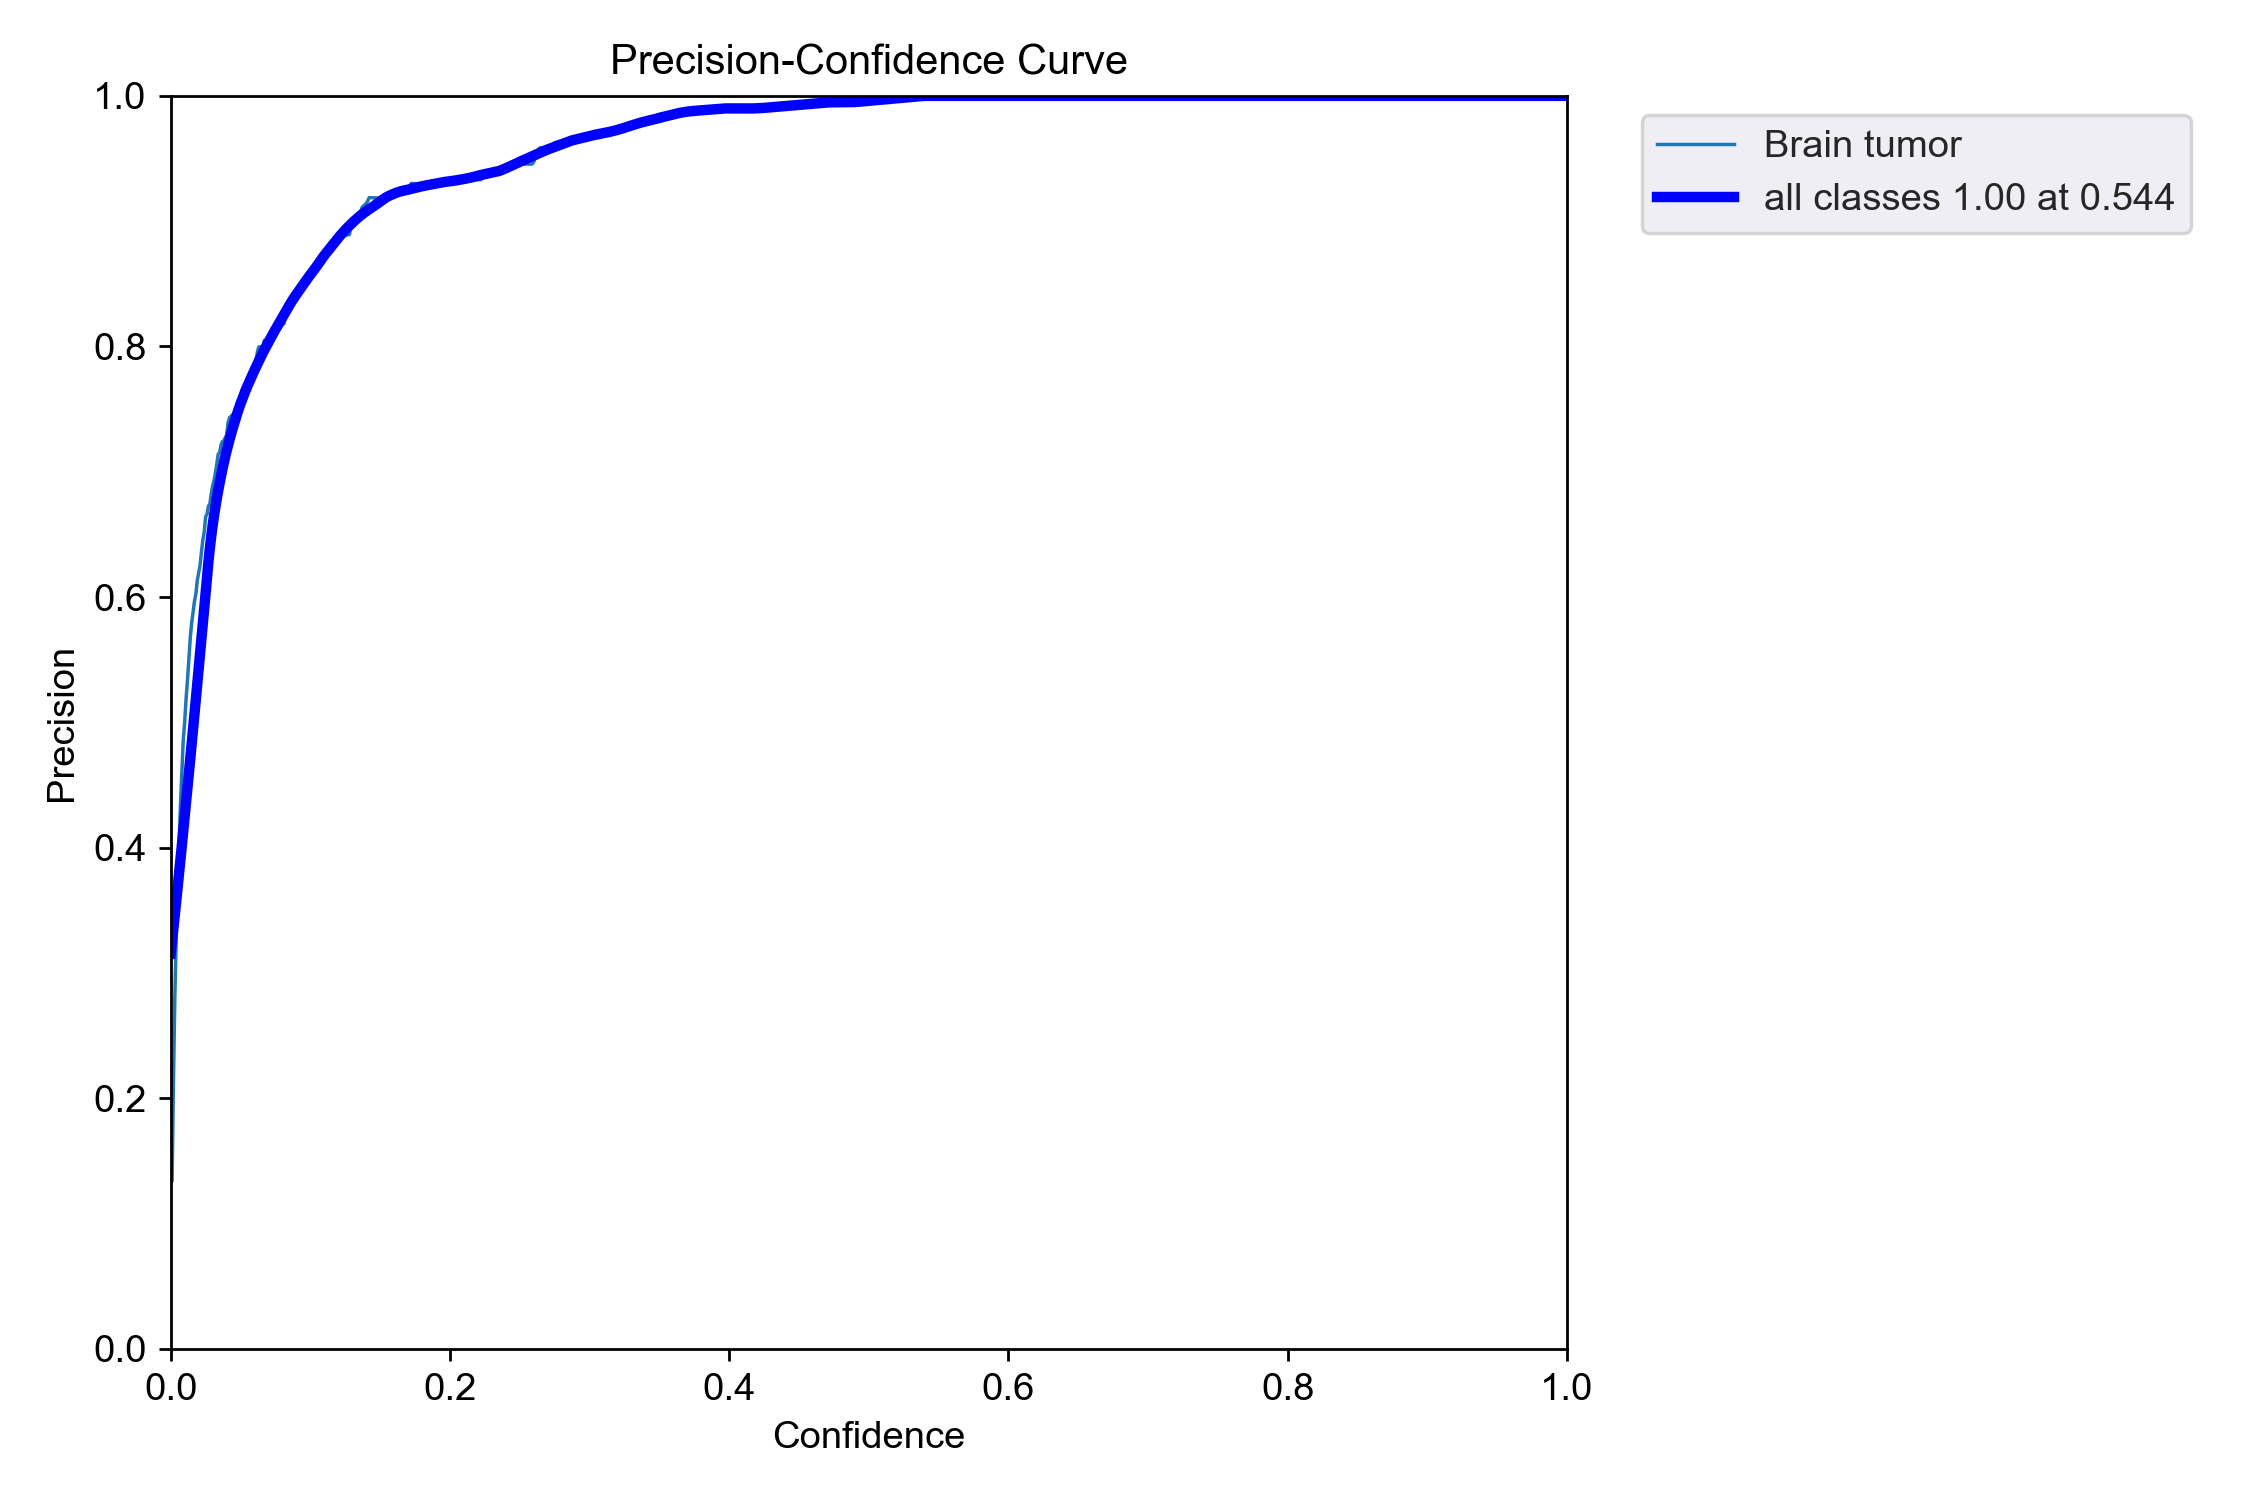 Precision-Confidence Curve
1.0
0.8
0.6
0.4
0.2
0.0
Precision
0.0 0.2 0.4 0.6 0.8 1.0
Confidence
Brain tumor
all classes 1.00 at 0.544